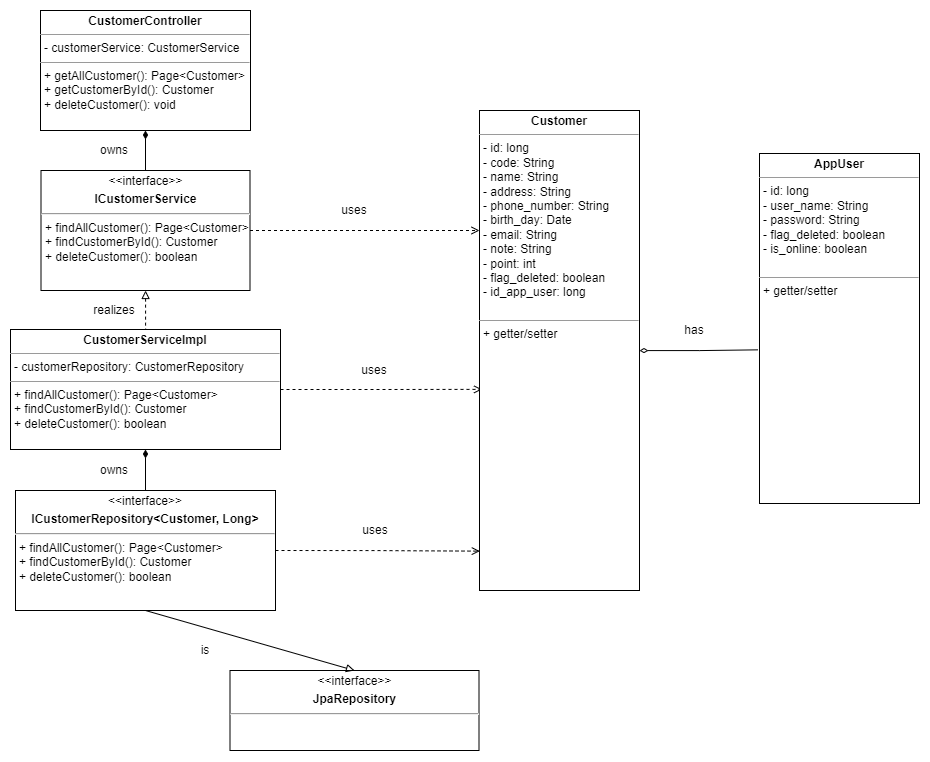 CustomerController
- customerService: CustomerService
+ getAllCustomer(): Page<Customer>
+ getCustomerById(): Customer
+ deleteCustomer(): void
owns
<<interface>>
ICustomerService
+ findAllCustomer(): Page<Customer>
+ findCustomerById(): Customer
+ deleteCustomer(): boolean
uses
realizes
CustomerServiceImpl
- customerRepository: CustomerRepository
+ findAllCustomer(): Page<Customer>
+ findCustomerById(): Customer
+ deleteCustomer(): boolean
uses
owns
<<interface>>
ICustomerRepository<Customer, Long>
+ findAllCustomer(): Page<Customer>
+ findCustomerById(): Customer
+ deleteCustomer(): boolean
uses
is
<<interface>>
JpaRepository
Customer
- id: long
- code: String
- name: String
- address: String
- phone_number: String
- birth_day: Date
- email: String
- note: String
- point: int
- flag_deleted: boolean
- id_app_user: long
+ getter/setter
has
AppUser
- id: long
- user_name: String
- password: String
- flag_deleted: boolean
- is_online: boolean
+ getter/setter